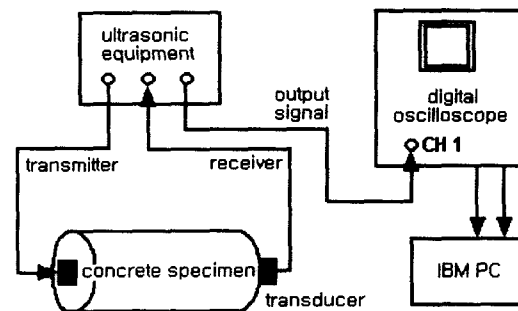 ultrasonic
equipment
output
signal
digital
oscilloscope
CH 1
transmitter
receiver
concrete specimen
transducer
IBM PC